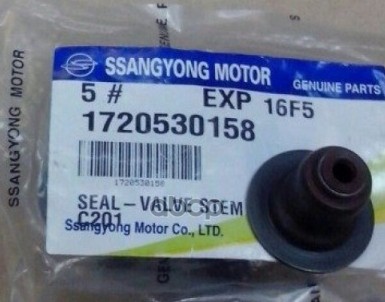 SSANGYONG MOTOR
GENUINE PARTS
5 # EXP 16F5
1720530158
1720530158
SEAL-VALVE STEM
C201
Ssangyong Motor Co., LTD.
SSANGYONG MOTOR